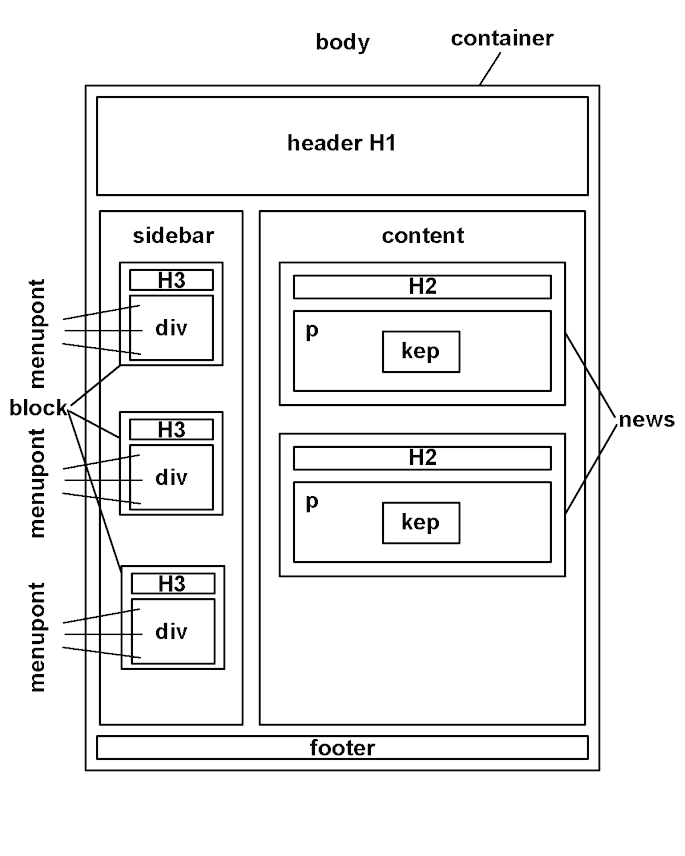 body
container
header H1
sidebar
content
menupont
H3
div
H2
p
kep
block
news
menupont
H3
div
H2
p
kep
menupont
H3
div
footer